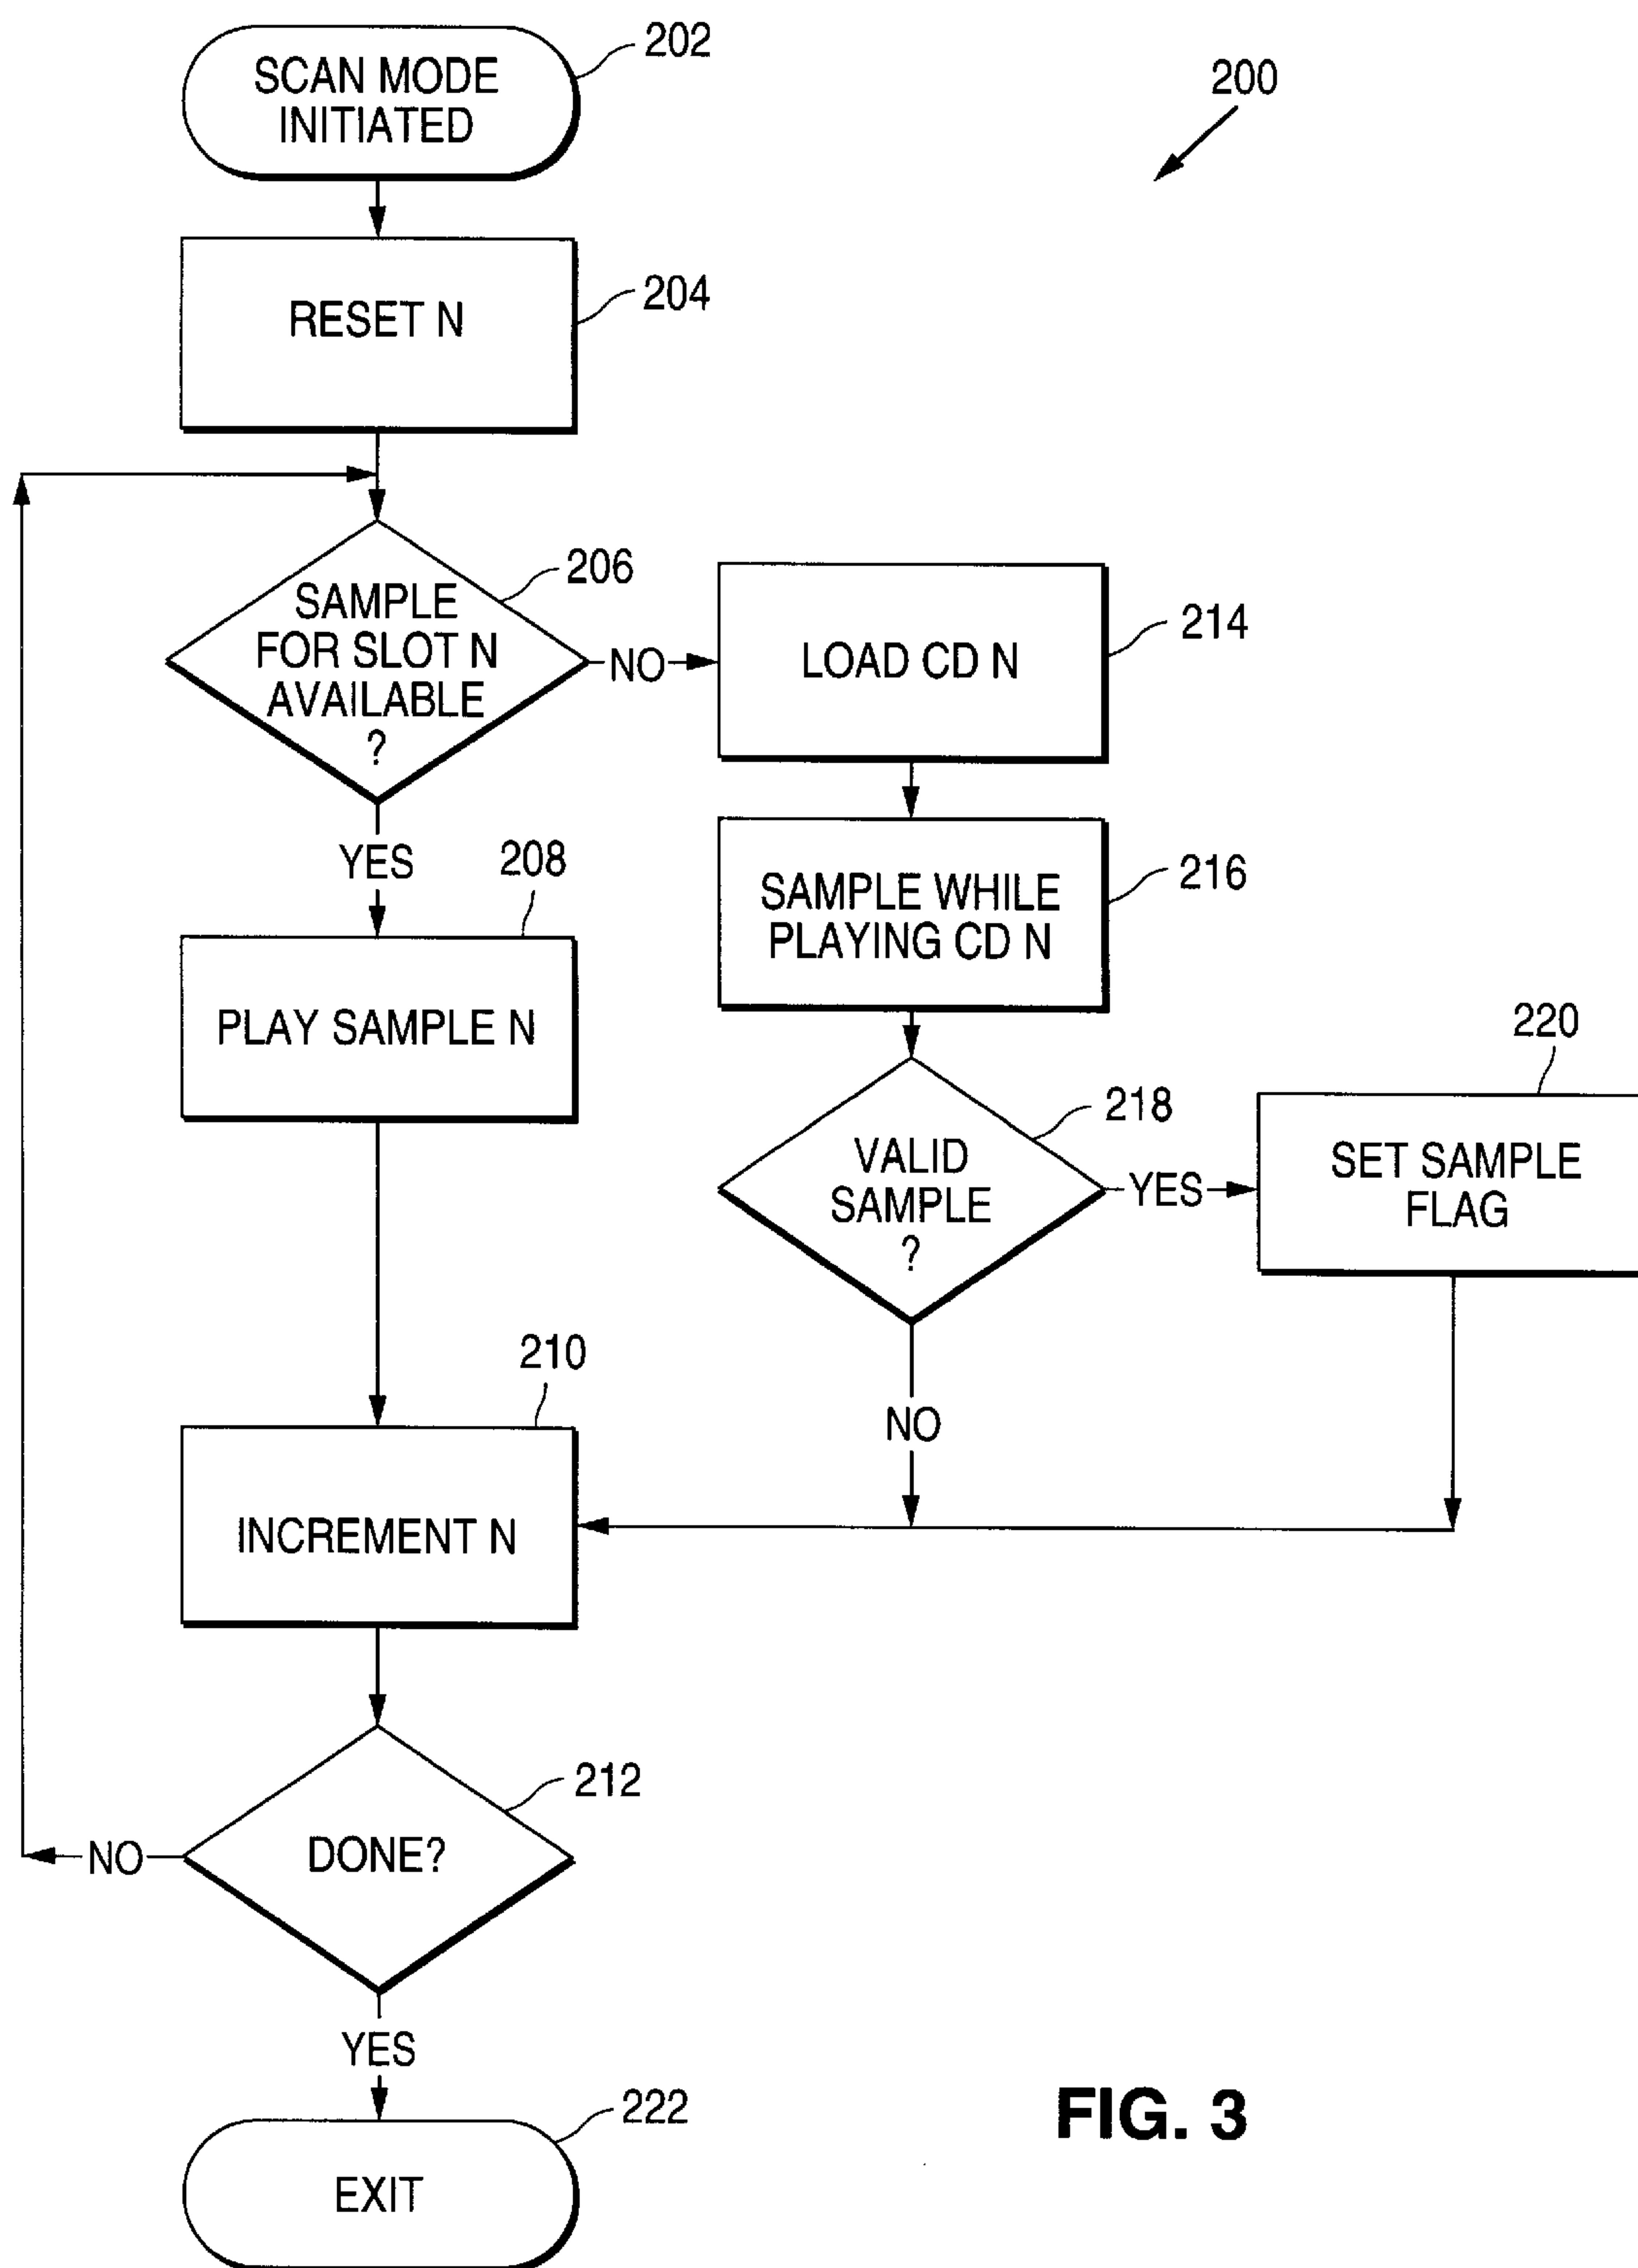 SCAN MODE
INITIATED
202
200
RESET N
204
SAMPLE
FOR SLOT N
AVAILABLE
?
206
NO
LOAD CD N
214
YES
208
SAMPLE WHILE
PLAYING CD N
216
PLAY SAMPLE N
VALID
SAMPLE
?
218
YES
220
SET SAMPLE
FLAG
210
NO
INCREMENT N
212
DONE?
NO
YES
222
EXIT
FIG. 3